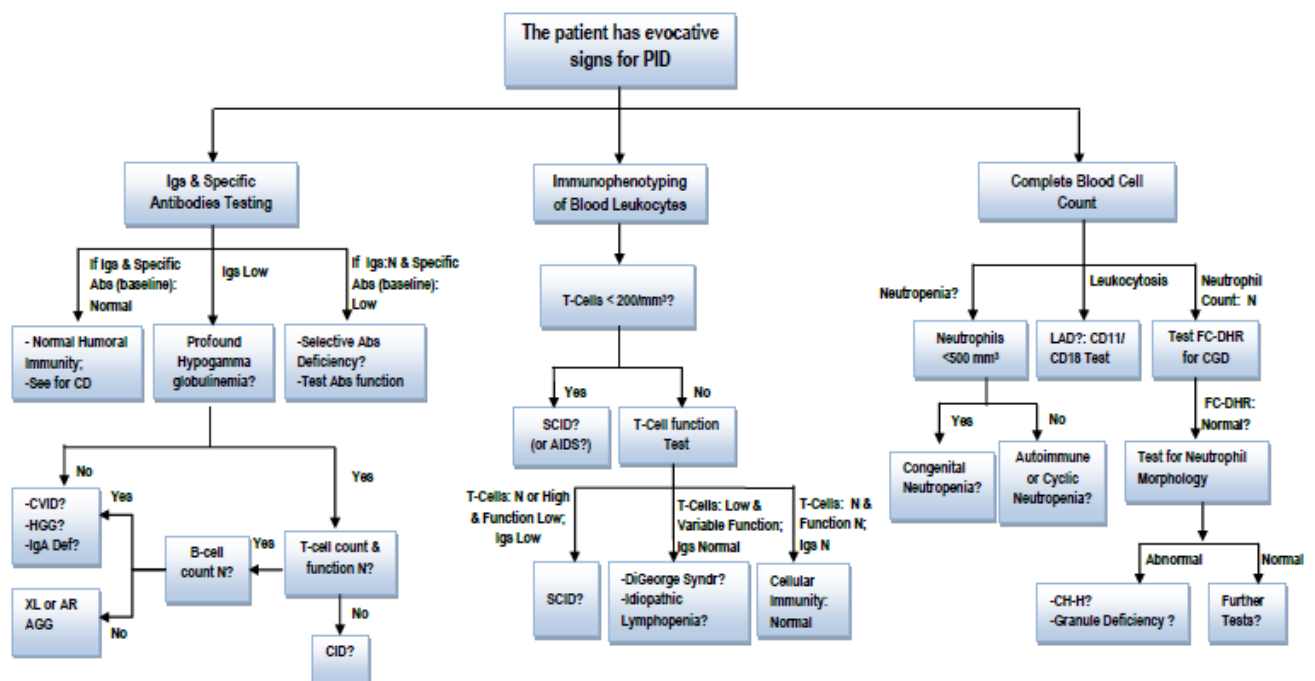 The patient has evocative
signs for PID
Igs & Specific
Antibodies Testing
Immunophenotyping
of Blood Leukocytes
Complete Blood Cell
Count
If Igs & Specific
Abs (baseline):
Normal
Igs Low
If Igs:N & Specific
Abs (baseline):
Low
- Normal Humoral
Immunity;
-See for CD
Profound
Hypogamma
globulinemia?
-Selective Abs
Deficiency?
-Test Abs function
No
Yes
-CVID?
-HGG?
-IgA Def?
Yes
B-cell
count N?
Yes
T-cell count &
function N?
XL or AR
AGG
No
No
CID?
T-Cells < 200/mm³?
Yes
No
SCID?
(or AIDS?)
T-Cell function
Test
T-Cells: N or High
& Function Low;
Igs Low
T-Cells: Low &
Variable Function;
Igs Normal
T-Cells: N &
Function N;
Igs N
SCID?
-DiGeorge Syndr?
-Idiopathic
Lymphopenia?
Cellular
Immunity:
Normal
Neutropenia?
Leukocytosis
Neutrophil
Count: N
Neutrophils
<500 mm³
LAD?: CD11/
CD18 Test
Test FC-DHR
for CGD
Yes
No
FC-DHR:
Normal?
Congenital
Neutropenia?
Autoimmune
or Cyclic
Neutropenia?
Test for Neutrophil
Morphology
Abnormal
Normal
-CH-H?
-Granule Deficiency ?
Further
Tests?